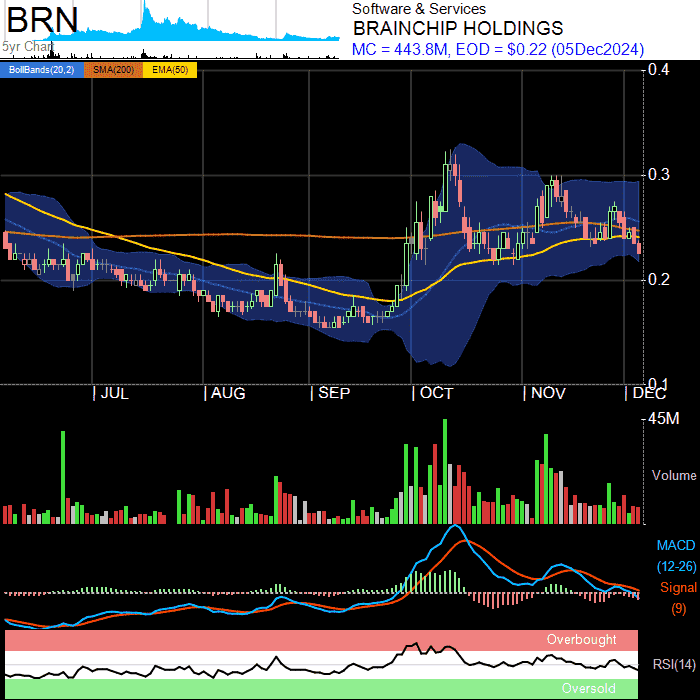 BRN
5yr Chart
Software & Services
BRAINCHIP HOLDINGS
MC = 443.8M, EOD = $0.22 (05Dec2024)
BollBands(20,2) SMA(200) EMA(50)
0.4
0.3
0.2
0.1
| JUL | AUG | SEP | OCT | NOV | DEC
45M
Volume
MACD
(12-26)
Signal
(9)
Overbought
RSI(14)
Oversold